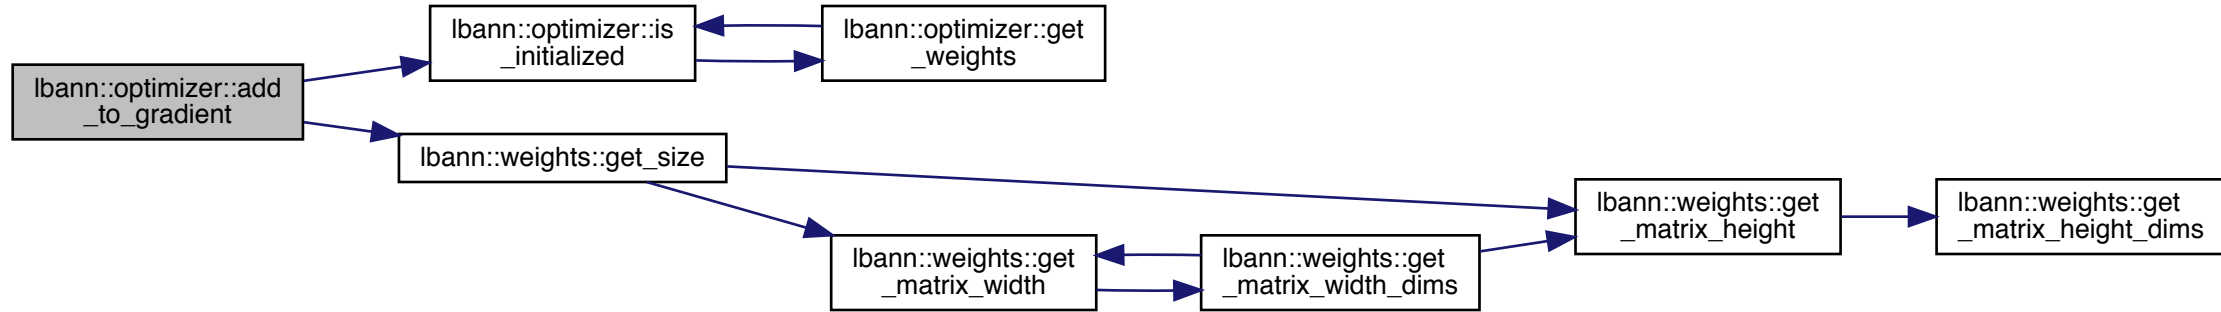 lbann::optimizer::add
_to_gradient
lbann::optimizer::is
_initialized
lbann::optimizer::get
_weights
lbann::weights::get_size
lbann::weights::get
_matrix_width
lbann::weights::get
_matrix_width_dims
lbann::weights::get
_matrix_height
lbann::weights::get
_matrix_height_dims